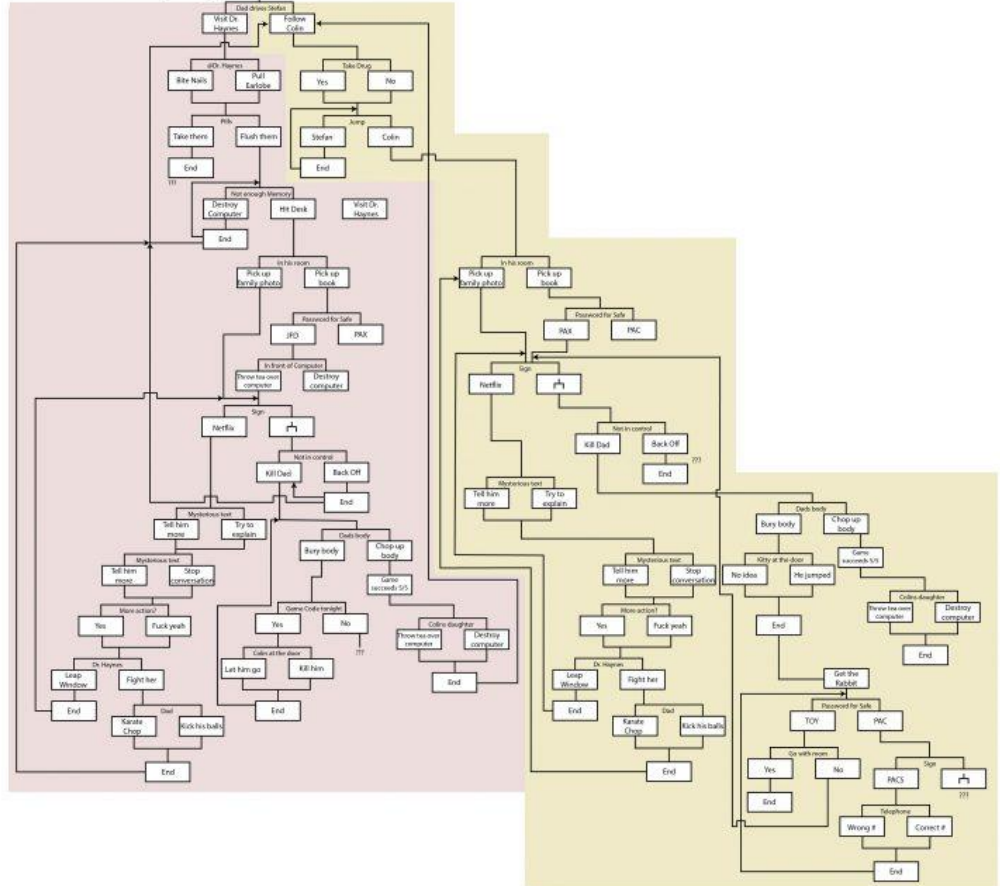 Dad drives Stefan
Visit Dr.
Haynes
Follow
Colin
@Dr. Haynes
Bite Nails
Pull
Earlobe
Pills
Take them
Flush them
End
???
Not enough Memory
Destroy
Computer
Hit Desk
Visit Dr.
Haynes
End
In his room
Pick up
family photo
Pick up
book
Password for Safe
JFD
PAX
In front of Computer
Throw tea over
computer
Destroy
computer
Sign
Netflix
Not in control
Kill Dad
Back Off
End
Mysterious text
Tell him
more
Try to
explain
Mysterious text
Tell him
more
Stop
conversation
More action?
Yes
Fuck yeah
Dr. Haynes
Leap
Window
Fight her
End
Dad
Karate
Chop
Kick his balls
End
Dads body
Bury body
Chop up
body
Game
succeeds 5/5
Game Code tonight
Yes
No
???
Colin at the door
Let him go
Kill him
End
Colins daughter
Throw tea over
computer
Destroy
computer
End
Take Drug
Yes
No
Jump
Stefan
Colin
End
In his room
Pick up
family photo
Pick up
book
Password for Safe
PAX
PAC
Sign
Netflix
Not in control
Kill Dad
Back Off
End
???
Mysterious text
Tell him
more
Try to
explain
Mysterious text
Tell him
more
Stop
conversation
More action?
Yes
Fuck yeah
Dr. Haynes
Leap
Window
Fight her
End
Dad
Karate
Chop
Kick his balls
End
Dads body
Bury body
Chop up
body
Game
succeeds 5/5
Kitty at the door
No idea
He jumped
End
Colins daughter
Throw tea over
computer
Destroy
computer
End
Get the
Rabbit
Password for Safe
TOY
PAC
Go with mom
Yes
No
End
Sign
PACS
???
Telephone
Wrong #
Correct #
End